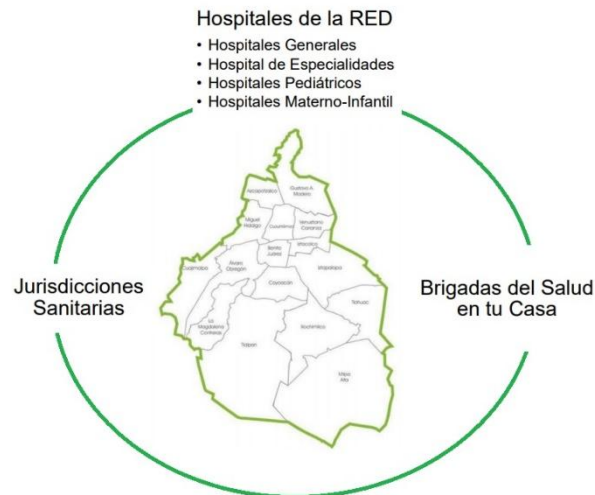 Hospitales de la RED
• Hospitales Generales
• Hospital de Especialidades
• Hospitales Pediátricos
• Hospitales Materno-Infantil
Azcapotzalco
Gustavo A.
Madero
Miguel
Hidalgo
Cuauhtémoc
Venustiano
Carranza
Benito
Juárez
Iztacalco
Cuajimalpa
Álvaro
Obregón
Iztapalapa
Coyoacán
Jurisdicciones
Sanitarias
Brigadas del Salud
en tu Casa
La
Magdalena
Contreras
Tláhuac
Xochimilco
Tlalpan
Milpa
Alta